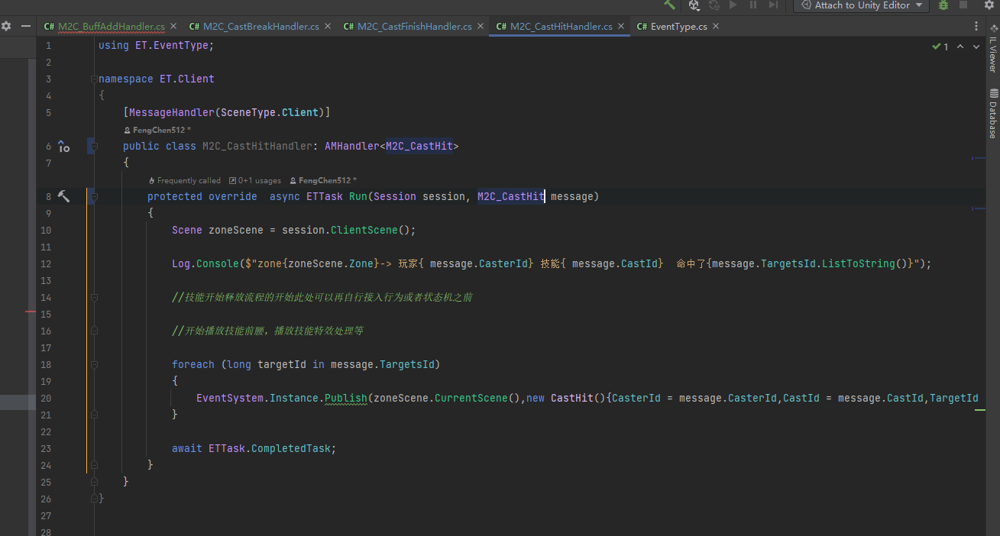 Attach to Unity Editor
C# M2C_BuffAddHandler.cs C# M2C_CastBreakHandler.cs C# M2C_CastFinishHandler.cs C# M2C_CastHitHandler.cs C# EventType.cs
1 using ET.EventType;
1
2
3 namespace ET.Client
4 {
5 [MessageHandler(SceneType.Client)]
FengChen512 *
6 public class M2C_CastHitHandler: AMHandler<M2C_CastHit>
7 {
Frequently called 0+1 usages FengChen512 *
8 protected override  async ETTask Run(Session session, M2C_CastHit message)
9 {
10 Scene zoneScene = session.ClientScene();
11
12 Log.Console($"zone{zoneScene.Zone}-> 玩家{ message.CasterId} 技能{ message.CastId}  命中了{message.TargetsId.ListToString()}");
13
14 //技能开始释放流程的开始此处可以再自行接入行为或者状态机之前
15
16 //开始播放技能前腰，播放技能特效处理等
17
18 foreach (long targetId in message.TargetsId)
19 {
20 EventSystem.Instance.Publish(zoneScene.CurrentScene(),new CastHit(){CasterId = message.CasterId,CastId = message.CastId,TargetId
21 }
22
23 await ETTask.CompletedTask;
24 }
25 }
26 }
27
28
IL Viewer
Database